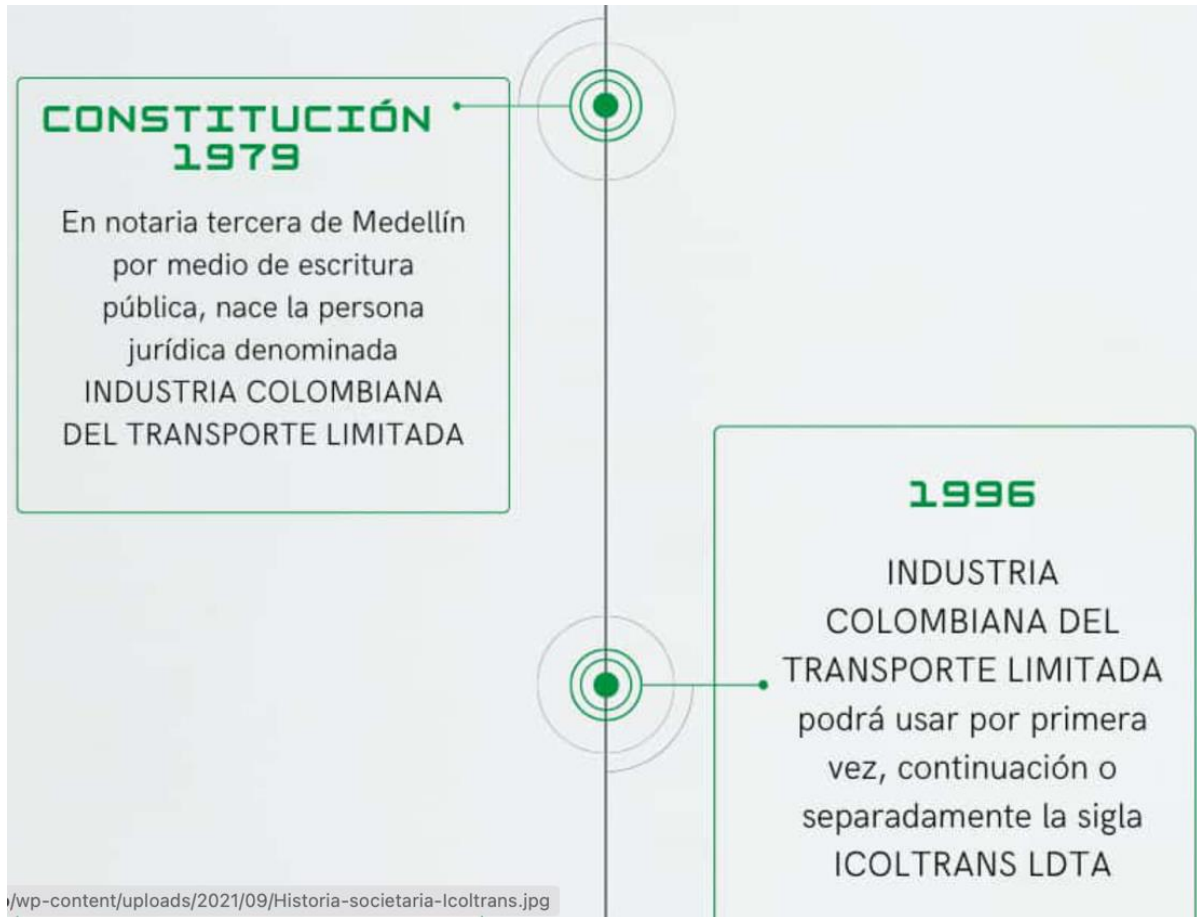 CONSTITUCIÓN
1979
En notaria tercera de Medellín
por medio de escritura
pública, nace la persona
jurídica denominada
INDUSTRIA COLOMBIANA
DEL TRANSPORTE LIMITADA
1996
INDUSTRIA
COLOMBIANA DEL
TRANSPORTE LIMITADA
podrá usar por primera
vez, continuación o
separadamente la sigla
ICOLTRANS LDTA
/wp-content/uploads/2021/09/Historia-societaria-Icoltrans.jpg